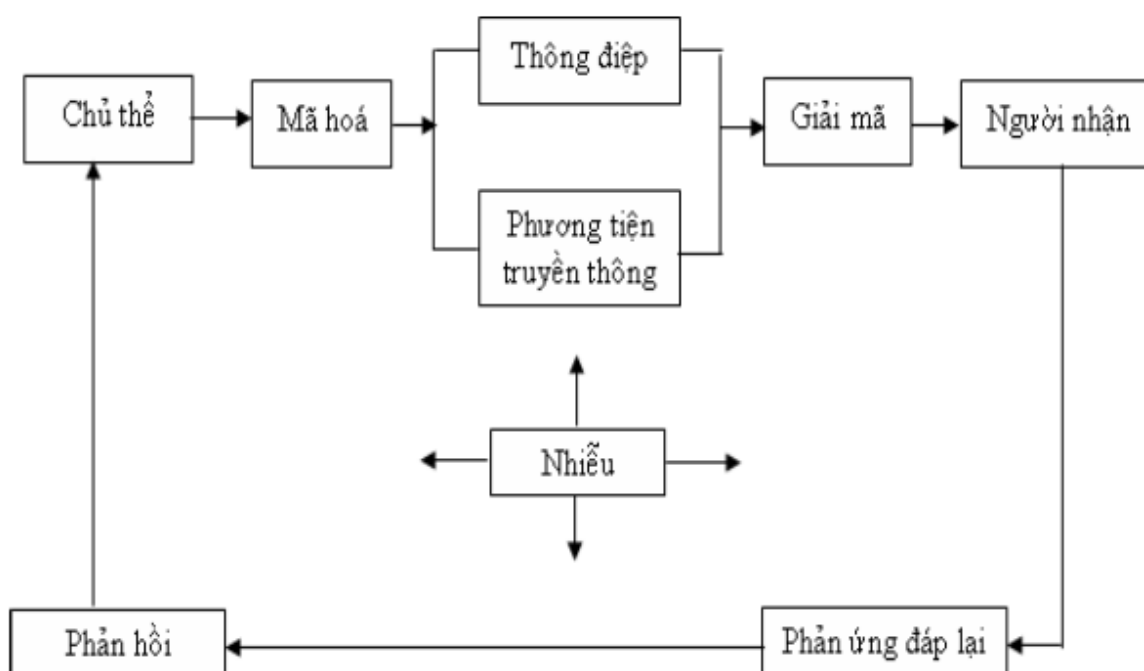 Thông điệp
Chủ thể
Mã hoá
Giải mã
Người nhận
Phương tiện
truyền thông
Nhiễu
Phản hồi
Phản ứng đáp lại